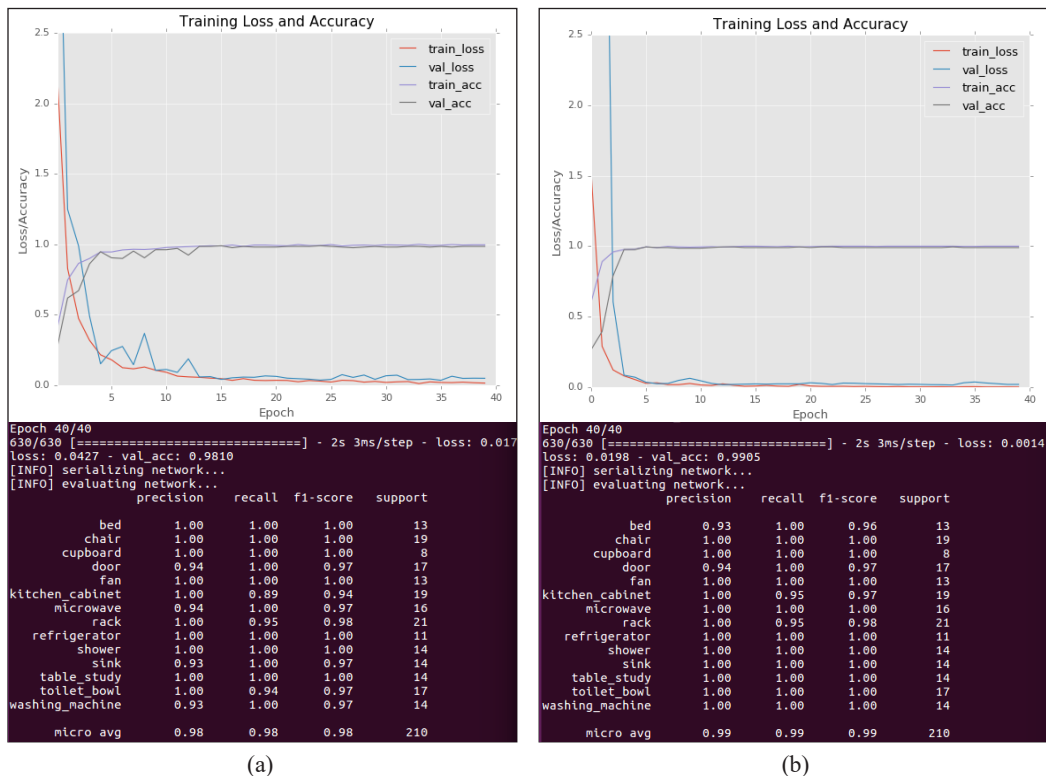 Training Loss and Accuracy
2.5
2.0
1.5
1.0
0.5
0.0
Loss/Accuracy
train_loss
val_loss
train_acc
val_acc
5 10 15 20 25 30 35 40
Epoch
Epoch 40/40
630/630 [==============================] - 2s 3ms/step - loss: 0.017
loss: 0.0427 - val_acc: 0.9810
[INFO] serializing network...
[INFO] evaluating network...
precision recall f1-score support
bed 1.00 1.00 1.00 13
chair 1.00 1.00 1.00 19
cupboard 1.00 1.00 1.00 8
door 0.94 1.00 0.97 17
fan 1.00 1.00 1.00 13
kitchen_cabinet 1.00 0.89 0.94 19
microwave 0.94 1.00 0.97 16
rack 1.00 0.95 0.98 21
refrigerator 1.00 1.00 1.00 11
shower 1.00 1.00 1.00 14
sink 0.93 1.00 0.97 14
table_study 1.00 1.00 1.00 14
toilet_bowl 1.00 0.94 0.97 17
washing_machine 0.93 1.00 0.97 14
micro avg 0.98 0.98 0.98 210
(a)
Training Loss and Accuracy
2.5
2.0
1.5
1.0
0.5
0.0
Loss/Accuracy
train_loss
val_loss
train_acc
val_acc
0 5 10 15 20 25 30 35 40
Epoch
Epoch 40/40
630/630 [==============================] - 2s 3ms/step - loss: 0.0014
loss: 0.0198 - val_acc: 0.9905
[INFO] serializing network...
[INFO] evaluating network...
precision recall f1-score support
bed 0.93 1.00 0.96 13
chair 1.00 1.00 1.00 19
cupboard 1.00 1.00 1.00 8
door 0.94 1.00 0.97 17
fan 1.00 1.00 1.00 13
kitchen_cabinet 1.00 0.95 0.97 19
microwave 1.00 1.00 1.00 16
rack 1.00 0.95 0.98 21
refrigerator 1.00 1.00 1.00 11
shower 1.00 1.00 1.00 14
sink 1.00 1.00 1.00 14
table_study 1.00 1.00 1.00 14
toilet_bowl 1.00 1.00 1.00 17
washing_machine 1.00 1.00 1.00 14
micro avg 0.99 0.99 0.99 210
(b)